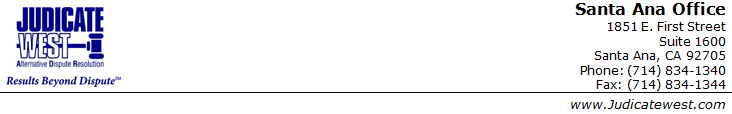 JUDICATE
WEST
Alternative Dispute Resolution
Results Beyond Dispute℠
Santa Ana Office
1851 E. First Street
Suite 1600
Santa Ana, CA 92705
Phone: (714) 834-1340
Fax: (714) 834-1344
www.Judicatewest.com